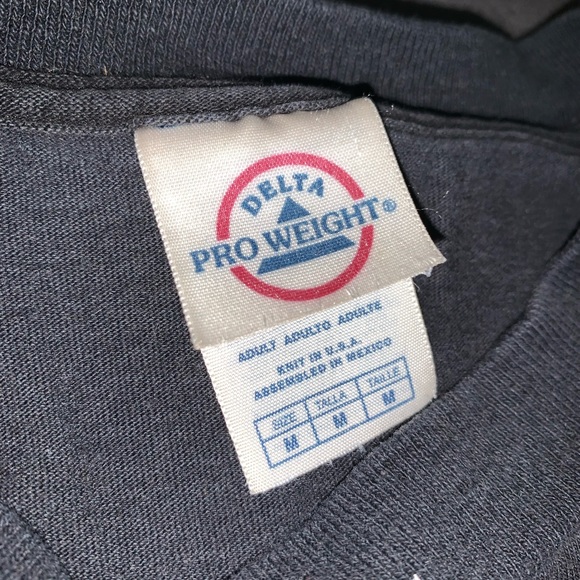 DELTA
PRO WEIGHT®
ADULT ADULTO ADULTE
KNIT IN U.S.A.
ASSEMBLED IN MEXICO
SIZE TALLA TAILLE
M M M